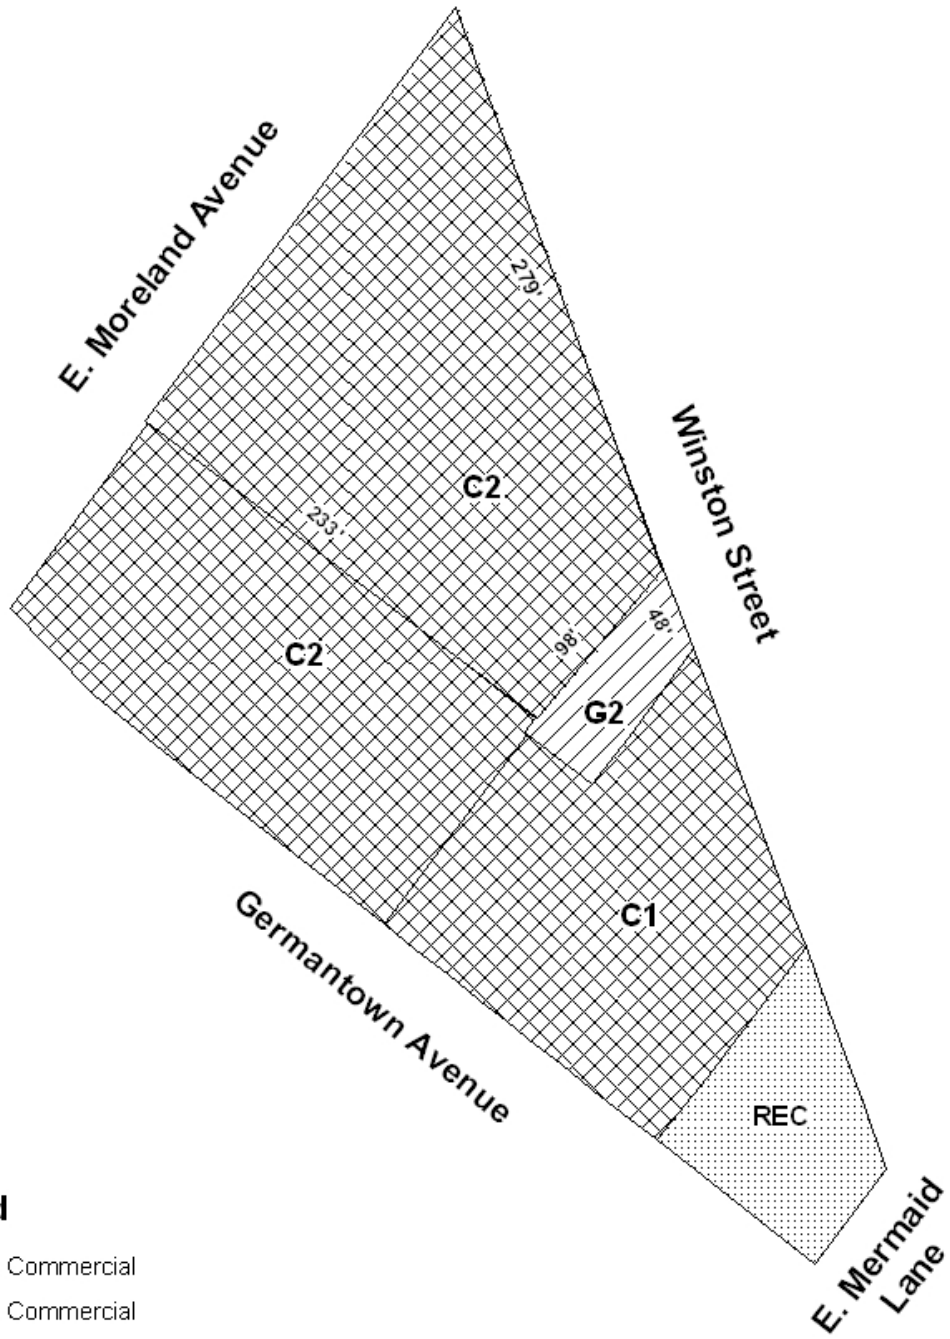 E. Moreland Avenue
279'
Winston Street
C2
233'
48'
98'
C2
G2
C1
Germantown Avenue
REC
E. Mermaid
Lane
Commercial
Commercial